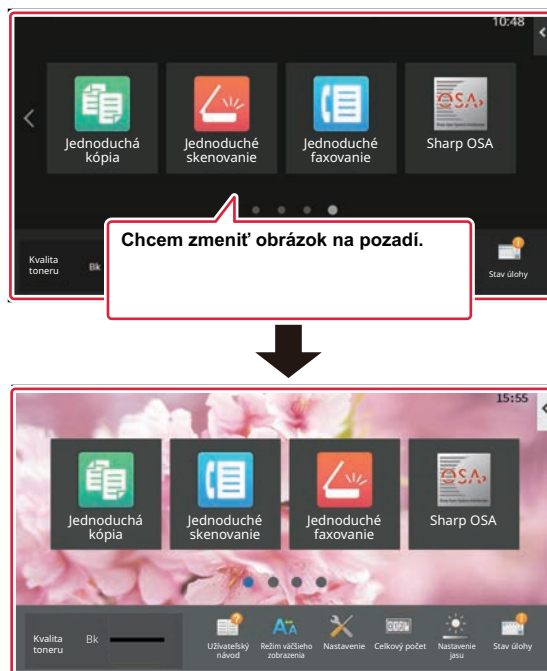 10:48
Jednoduchá
kópia
Jednoduché
skenovanie
Jednoduché
faxovanie
OSA
Sharp OSA
Chcem zmeniť obrázok na pozadí.
Kvalita
toneru
Bk
Stav úlohy
15:55
Jednoduchá
kópia
Jednoduché
skenovanie
Jednoduché
faxovanie
OSA
Sharp OSA
Kvalita
toneru
Bk
Užívateľský
návod
Režim väčšieho
zobrazenia
Nastavenie
Celkový počet
Nastavenie
jasu
Stav úlohy